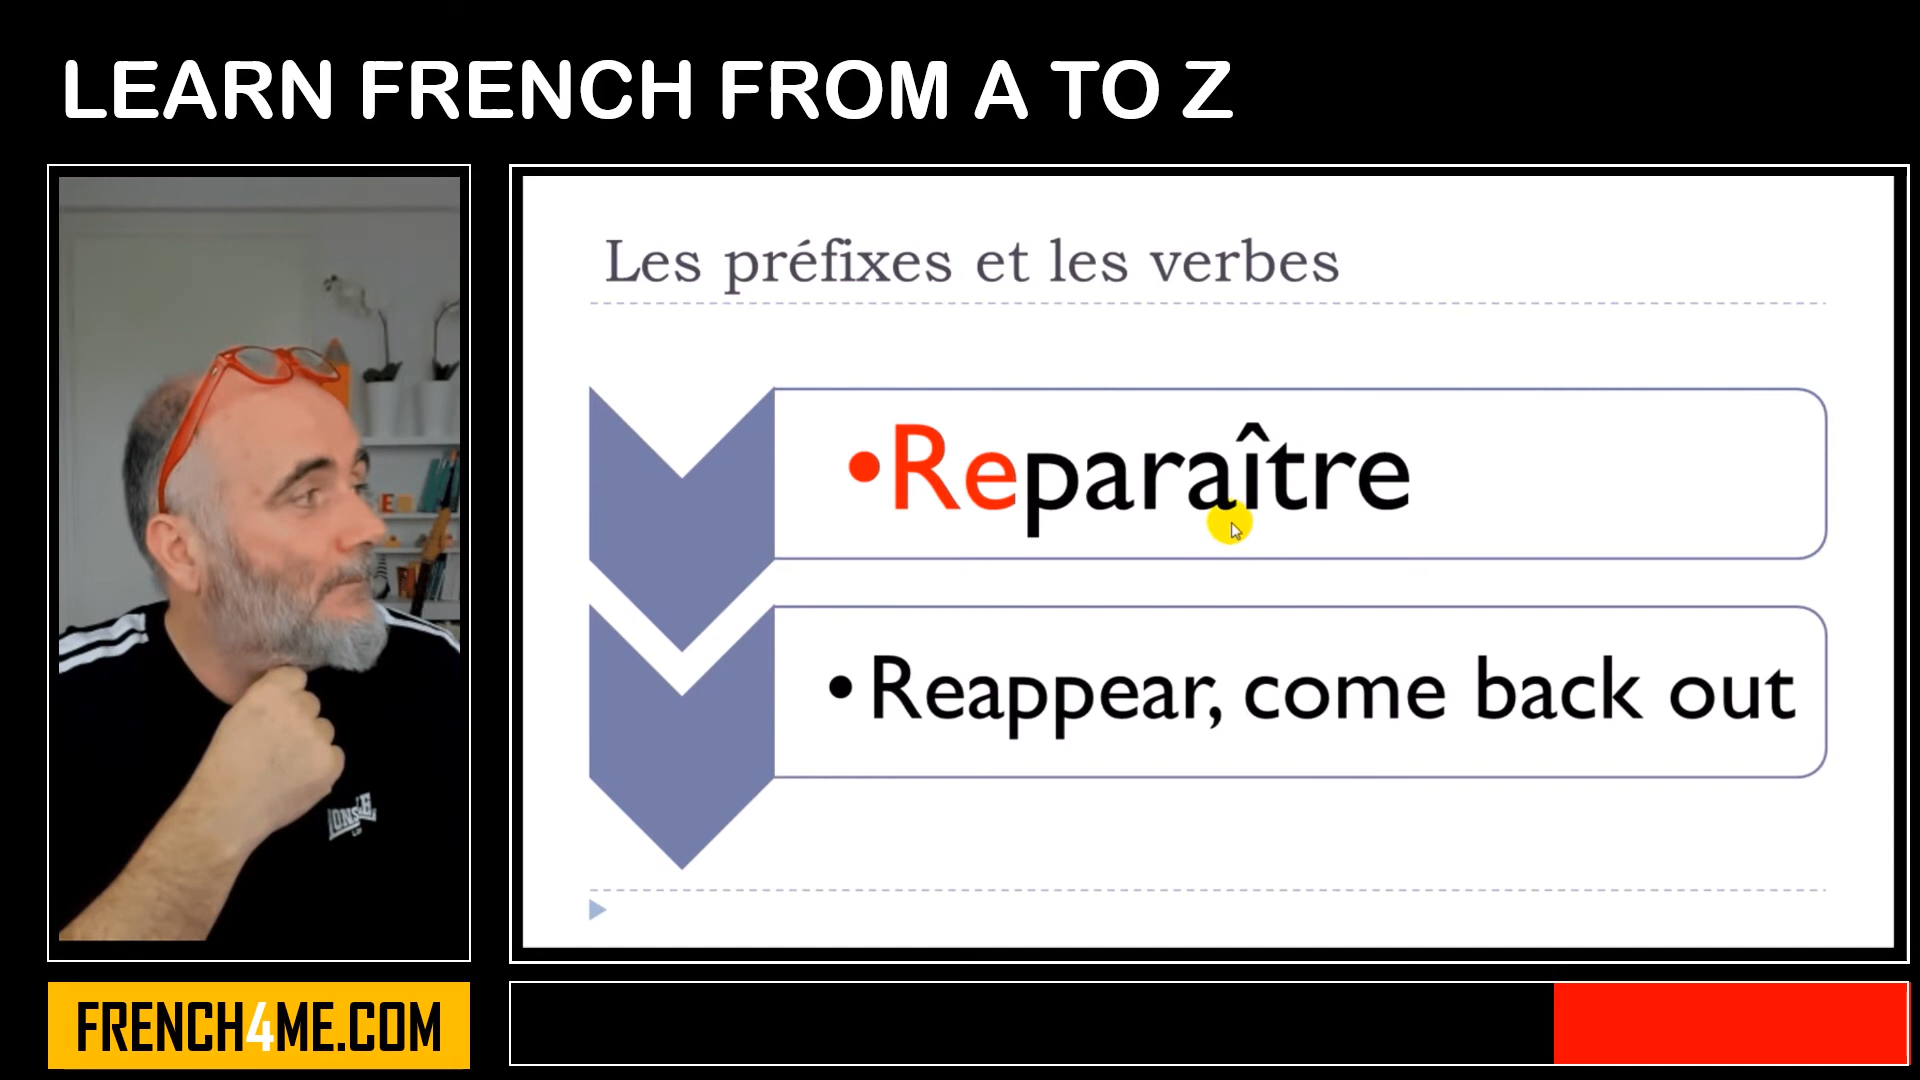 LEARN FRENCH FROM A TO Z
Les préfixes et les verbes
•Reparaître
• Reappear, come back out
FRENCH4ME.COM